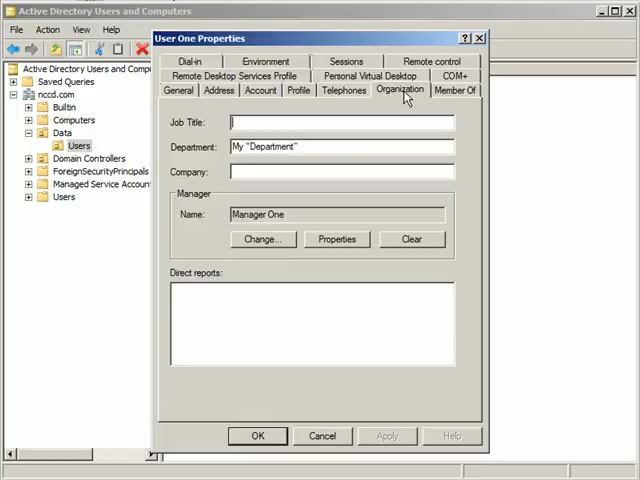 Active Directory Users and Computers
File Action View Help
Active Directory Users and Compu
Saved Queries
nccd.com
Builtin
Computers
Data
Users
Domain Controllers
ForeignSecurityPrincipals
Managed Service Accoun
Users
User One Properties
Dial-in Environment Sessions Remote control
Remote Desktop Services Profile Personal Virtual Desktop COM+
General Address Account Profile Telephones Organization Member Of
Job Title:
Department: My "Department"
Company:
Manager
Name: Manager One
Change... Properties Clear
Direct reports:
OK Cancel Apply Help